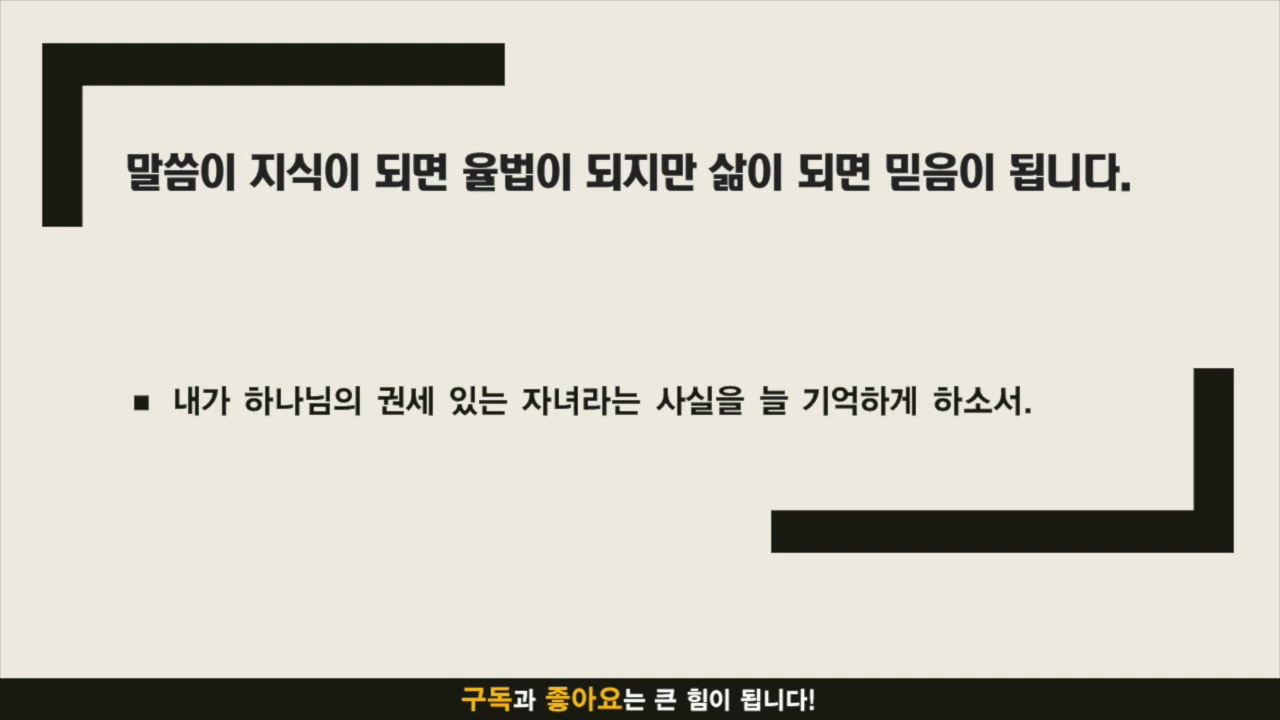 말씀이 지식이 되면 율법이 되지만 삶이 되면 믿음이 됩니다.
■ 내가 하나님의 권세 있는 자녀라는 사실을 늘 기억하게 하소서.
구독과 좋아요는 큰 힘이 됩니다!